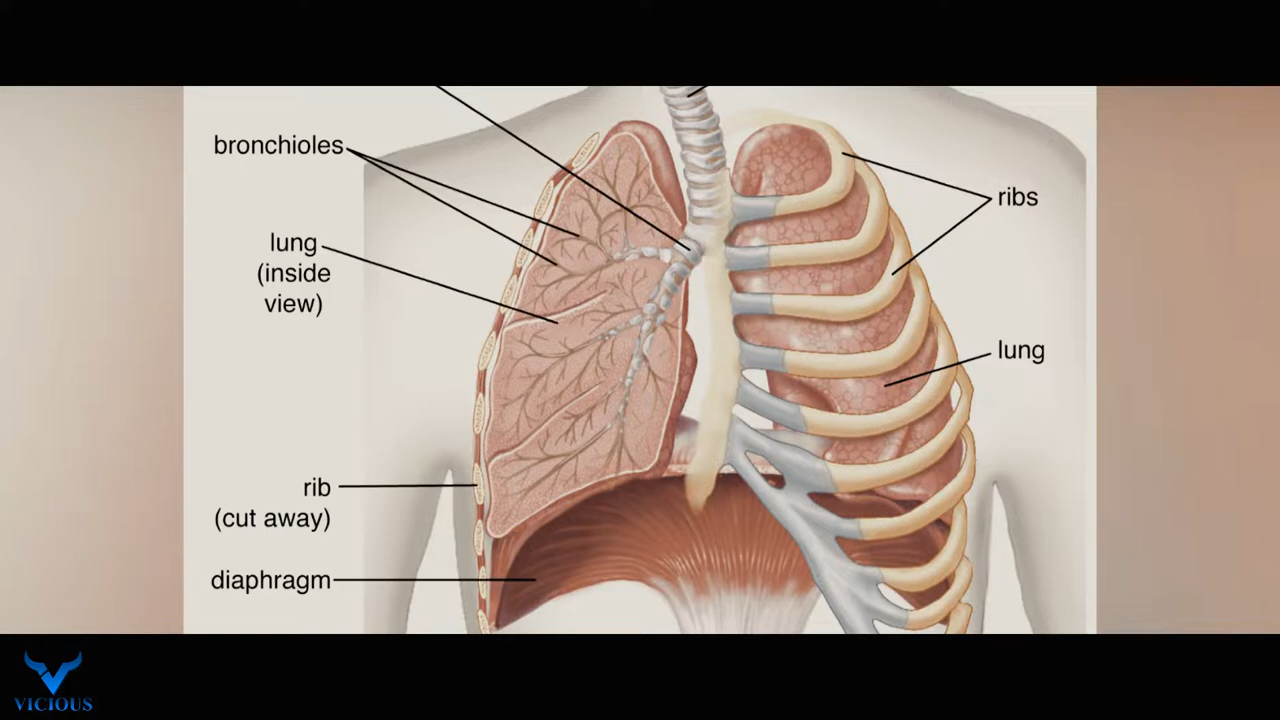 bronchioles
lung
(inside
view)
rib
(cut away)
diaphragm
ribs
lung
VICIOUS